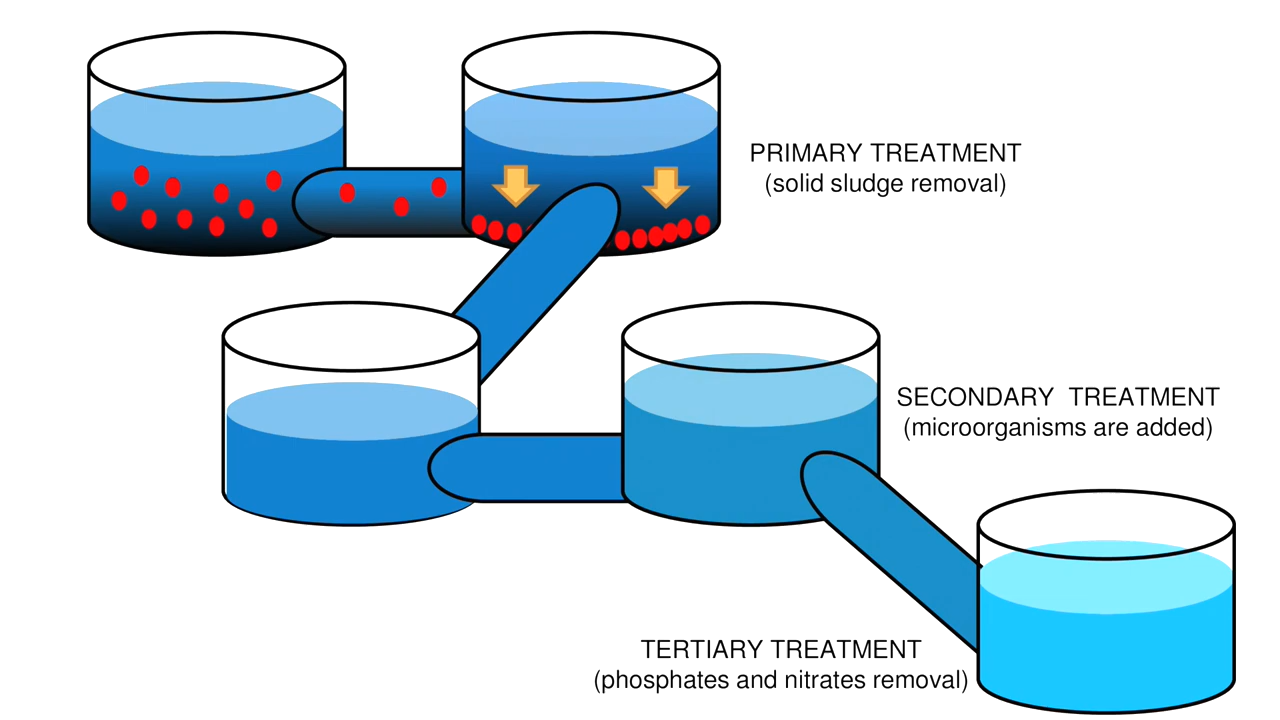 PRIMARY TREATMENT
(solid sludge removal)
SECONDARY TREATMENT
(microorganisms are added)
TERTIARY TREATMENT
(phosphates and nitrates removal)